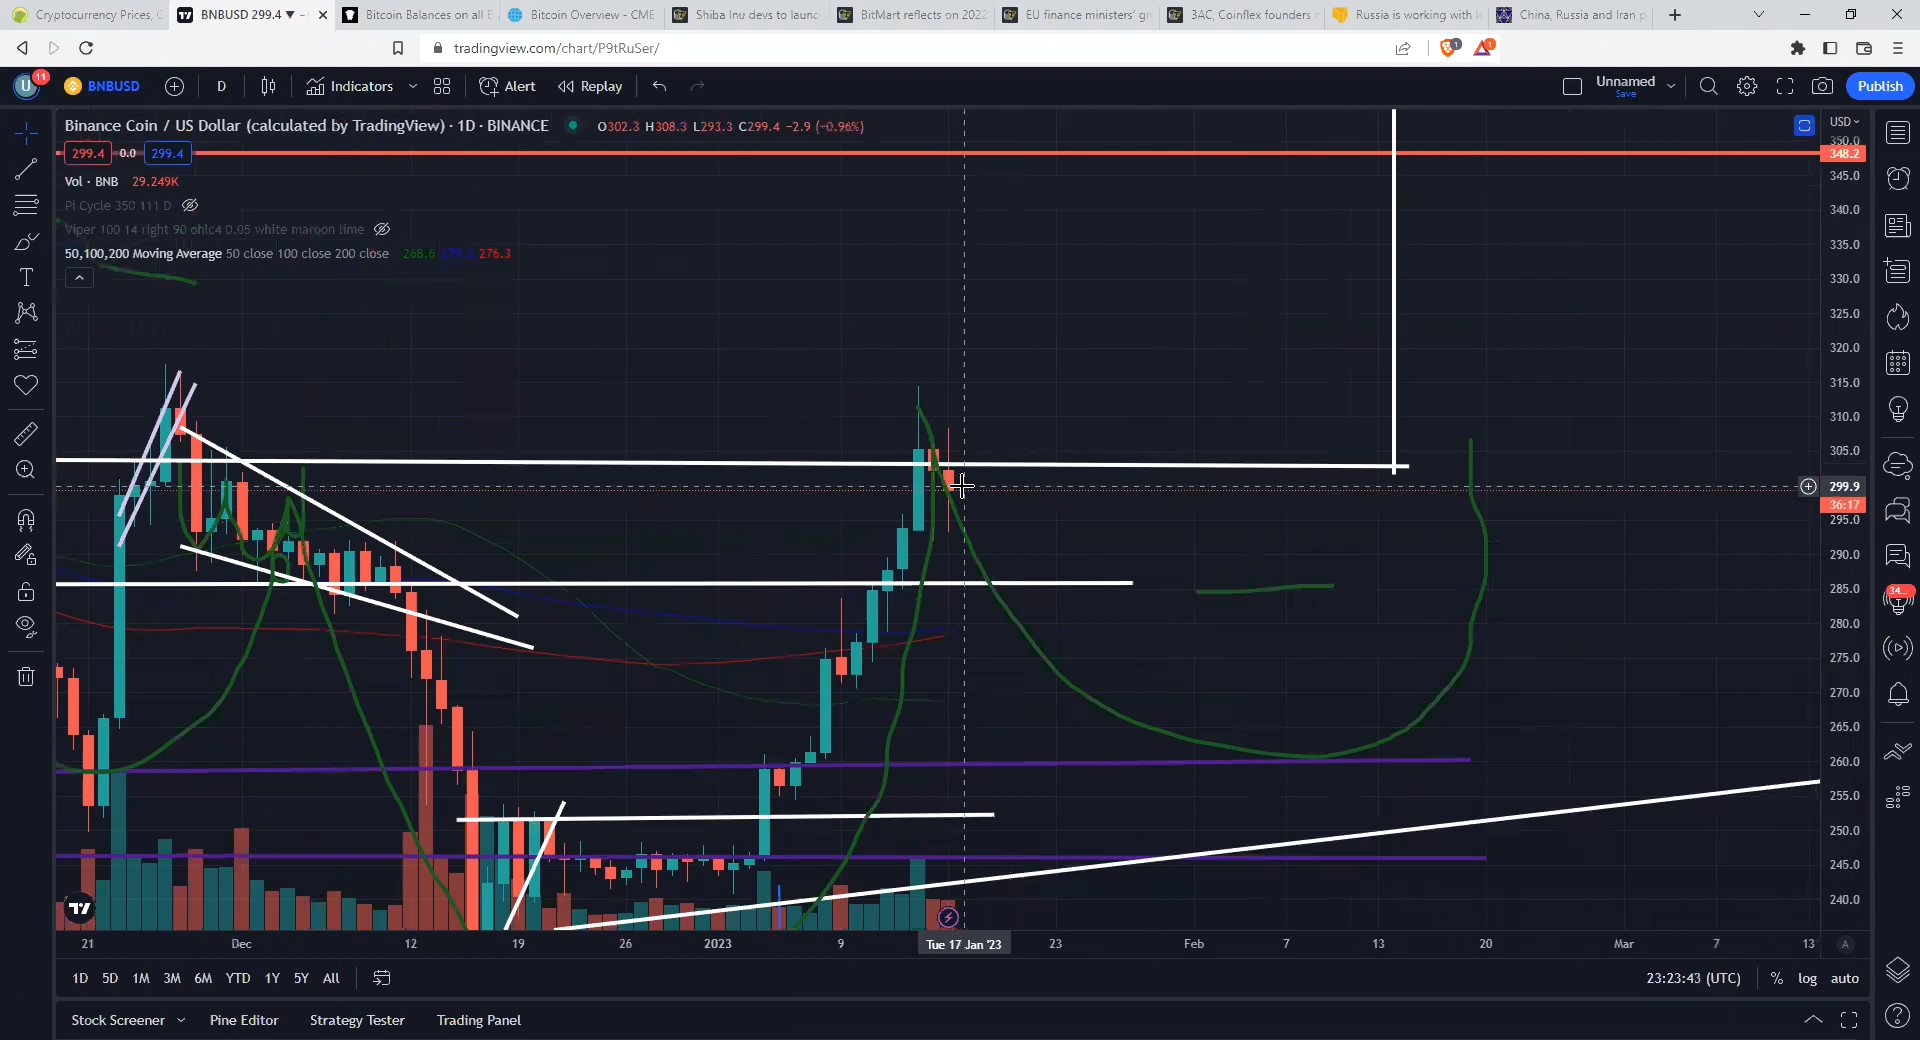 Cryptocurrency Prices, C
BNBUSD 299.4 ▼ −
Bitcoin Balances on all E
Bitcoin Overview - CME
Shiba Inu devs to launc
BitMart reflects on 2022
EU finance ministers' gr
3AC, Coinflex founders
Russia is working with I
China, Russia and Iran p
tradingview.com/chart/P9tRuSer/
1
1
U
11
BNBUSD
D
Indicators
Alert
Replay
Unnamed
Save
Publish
Binance Coin / US Dollar (calculated by TradingView) · 1D · BINANCE
O302.3 H308.3 L293.3 C299.4 −2.9 (−0.96%)
USD
299.4
0.0
299.4
Vol · BNB 29.249K
Pi Cycle 350 111 D
Viper 100 14 right 90 ohlc4 0.05 white maroon lime
50,100,200 Moving Average 50 close 100 close 200 close 268.6 276.3
350.0
348.2
345.0
340.0
335.0
330.0
325.0
320.0
315.0
310.0
305.0
299.9
36:17
295.0
290.0
285.0
280.0
275.0
270.0
265.0
260.0
255.0
250.0
245.0
240.0
34...
21
Dec
12
19
26
2023
9
Tue 17 Jan '23
23
Feb
7
13
20
Mar
7
13
A
1D
5D
1M
3M
6M
YTD
1Y
5Y
All
23:23:43 (UTC)
%
log
auto
Stock Screener
Pine Editor
Strategy Tester
Trading Panel